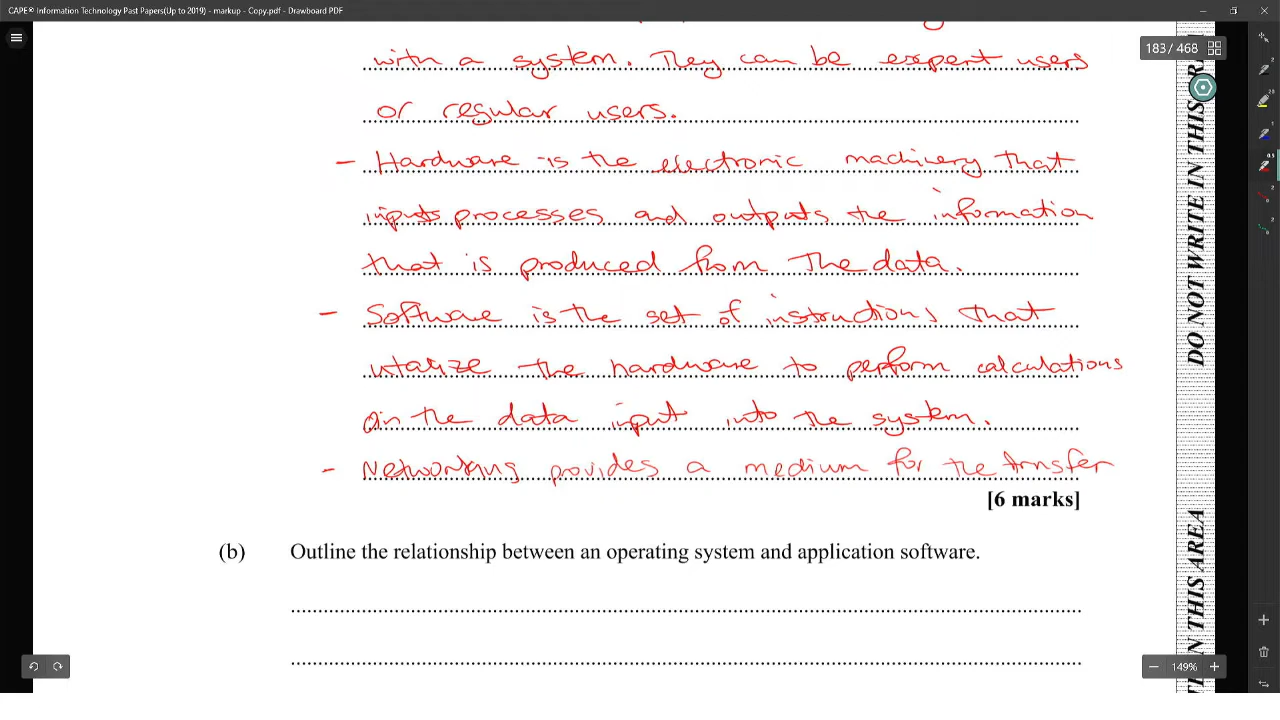 CAPE® Information Technology Past Papers(Up to 2019) - markup - Copy.pdf - Drawboard PDF
183 / 468
with a system. They can be exepent users
or regular users.
- Hardware is the electronic machinery that
inputs processes and outputs the information
that is produced from the data.
- Software is the set of instructions that
utalize the hardware to perform calculations
on the data input into the system.
- Networking provides a medium for the transfer
[6 marks]
(b) Outline the relationship between an operating system and application software.
149%
DO NOT WRITE IN THIS AR
N THIS AREA